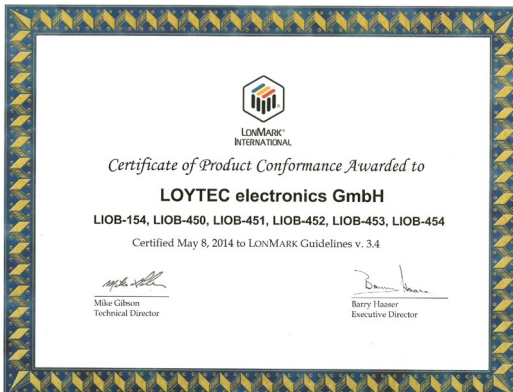 LONMARK®
INTERNATIONAL
Certificate of Product Conformance Awarded to
LOYTEC electronics GmbH
LIOB-154, LIOB-450, LIOB-451, LIOB-452, LIOB-453, LIOB-454
Certified May 8, 2014 to LONMARK Guidelines v. 3.4
Mike Gibson
Technical Director
Barry Haaser
Executive Director